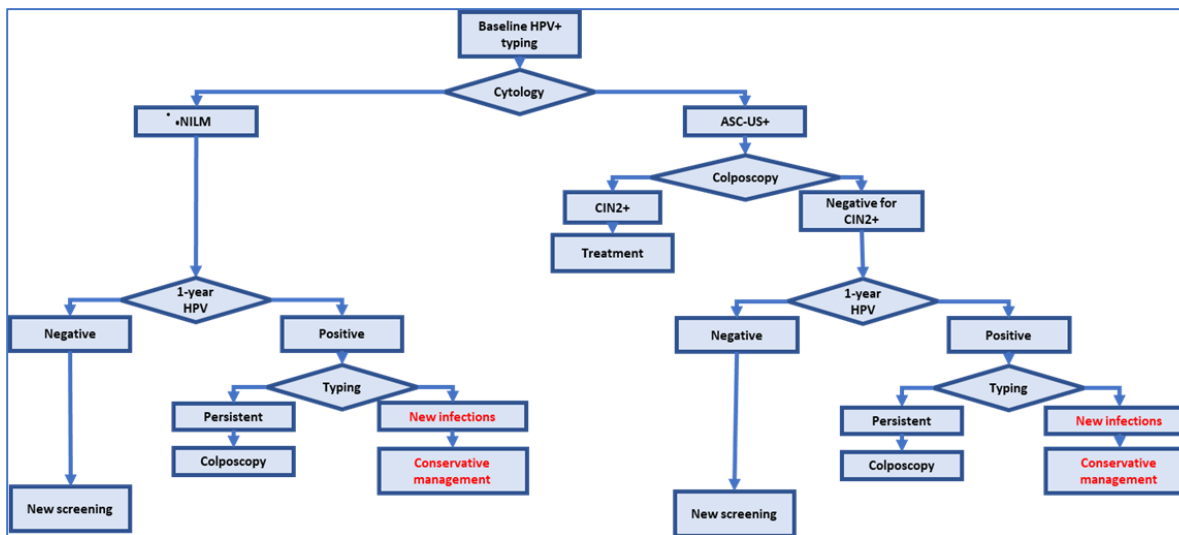 Baseline HPV+
typing
Cytology
•NILM
ASC-US+
Colposcopy
CIN2+
Negative for
CIN2+
Treatment
1-year
HPV
1-year
HPV
Negative
Positive
Negative
Positive
Typing
Typing
Persistent
New infections
Persistent
New infections
Colposcopy
Conservative
management
Colposcopy
Conservative
management
New screening
New screening